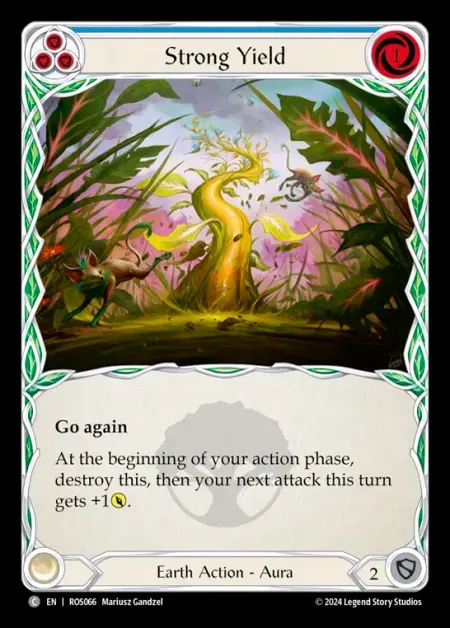 Strong Yield
1
Go again
At the beginning of your action phase,
destroy this, then your next attack this turn
gets +1.
Earth Action - Aura
2
C EN | ROS066 Mariusz Gandzel
© 2024 Legend Story Studios